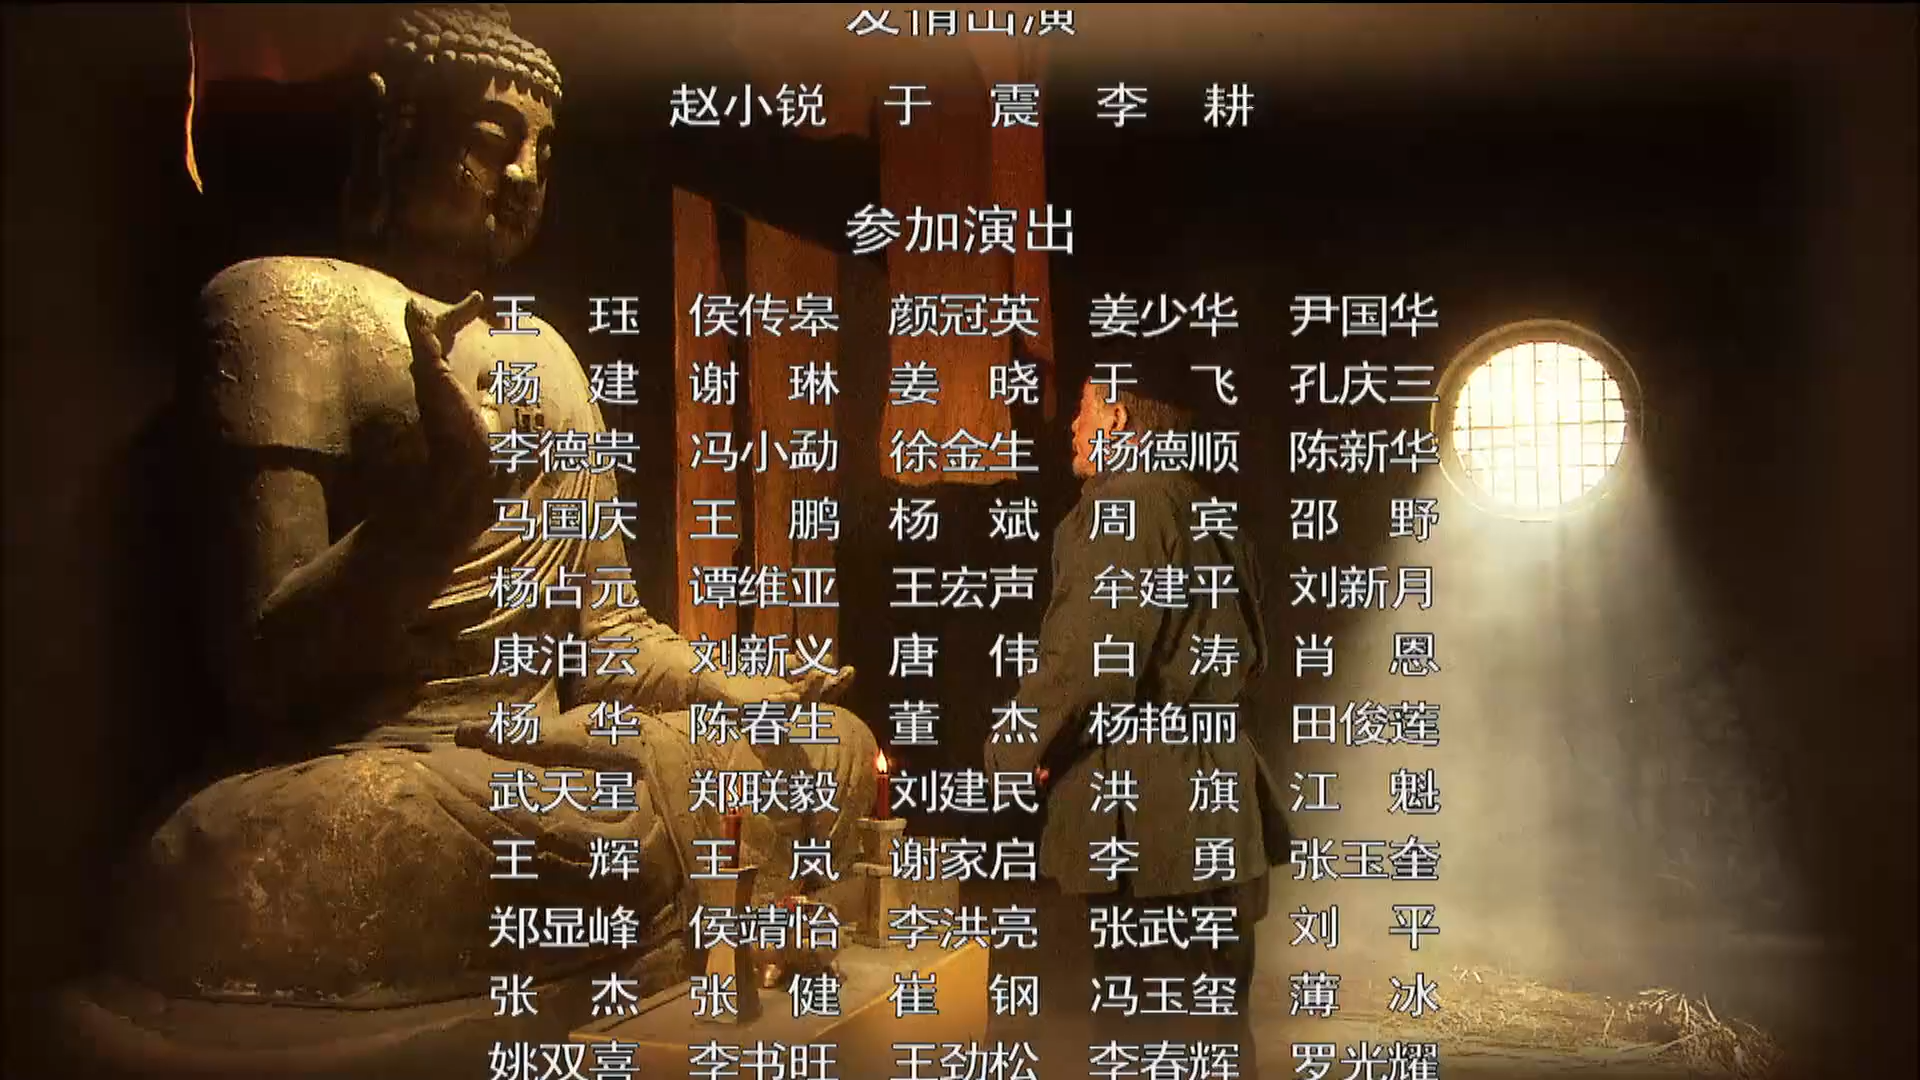 友情出演
赵小锐 于震 李耕
参加演出
王珏 侯传皋 颜冠英 姜少华 尹国华
杨建 谢琳 姜晓 于飞 孔庆三
李德贵 冯小勐 徐金生 杨德顺 陈新华
马国庆 王鹏 杨斌 周宾 邵野
杨占元 谭维亚 王宏声 牟建平 刘新月
康泊云 刘新义 唐伟 白涛 肖恩
杨华 陈春生 董杰 杨艳丽 田俊莲
武天星 郑联毅 刘建民 洪旗 江魁
王辉 王岚 谢家启 李勇 张玉奎
郑显峰 侯靖怡 李洪亮 张武军 刘平
张杰 张健 崔钢 冯玉玺 薄冰
姚双喜 李书旺 王劲松 李春辉 罗光耀